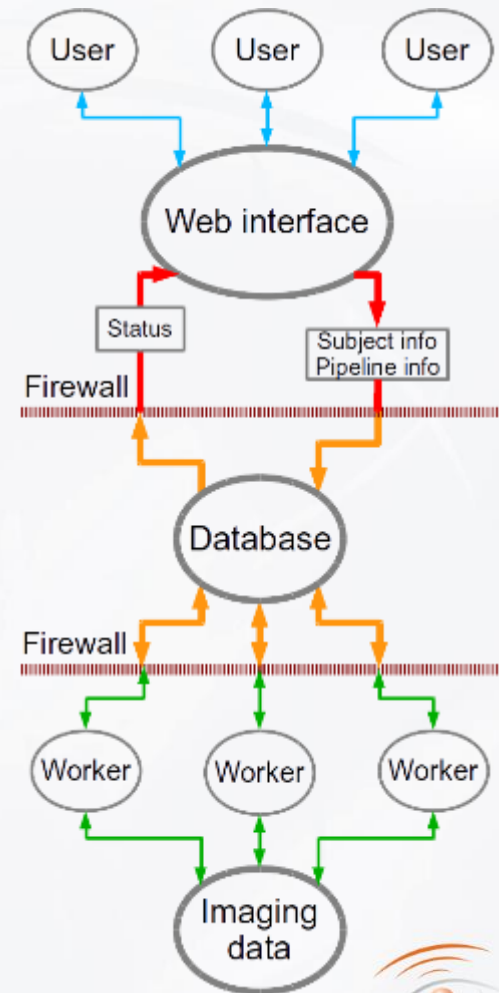 User
User
User
Web interface
Status
Subject info
Pipeline info
Firewall
Database
Firewall
Worker
Worker
Worker
Imaging
data